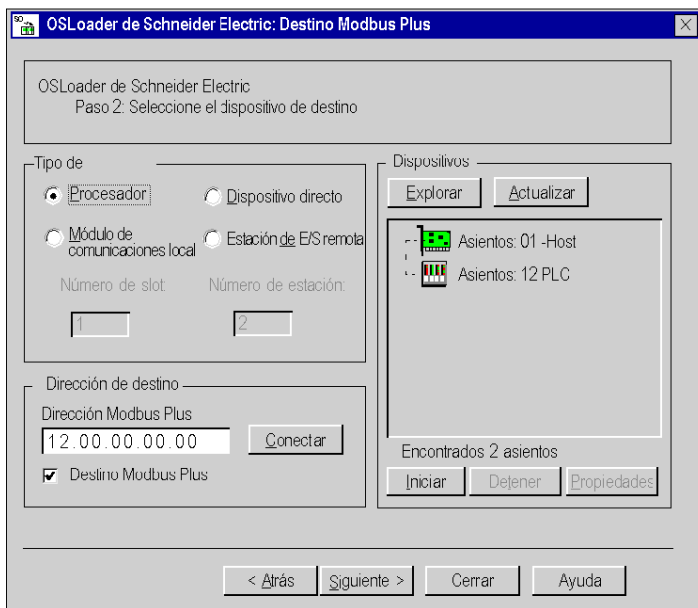 OSLoader de Schneider Electric: Destino Modbus Plus
OSLoader de Schneider Electric
Paso 2: Seleccione el dispositivo de destino
Tipo de
Procesador
Dispositivo directo
Módulo de
comunicaciones local
Estación de E/S remota
Número de slot:
Número de estación:
1
2
Dirección de destino
Dirección Modbus Plus
12.00.00.00.00
Conectar
Destino Modbus Plus
Dispositivos
Explorar
Actualizar
Asientos: 01 -Host
Asientos: 12 PLC
Encontrados 2 asientos
Iniciar
Detener
Propiedades
< Atrás
Siguiente >
Cerrar
Ayuda